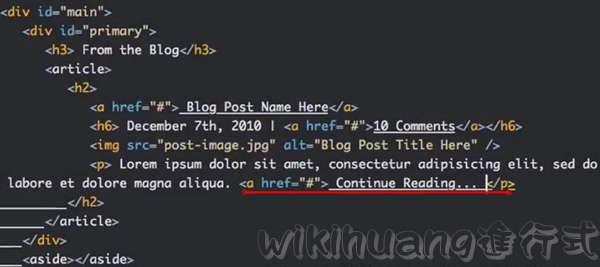 <div id="main">
<div id="primary">
<h3> From the Blog</h3>
<article>
<h2>
<a href="#"> Blog Post Name Here</a>
<h6> December 7th, 2010 | <a href="#">10 Comments</a></h6>
<img src="post-image.jpg" alt="Blog Post Title Here" />
<p> Lorem ipsum dolor sit amet, consectetur adipisicing elit, sed do
labore et dolore magna aliqua. <a href="#"> Continue Reading... </p>
</h2>
</article>
</div>
<aside></aside>
wikihuang進行式